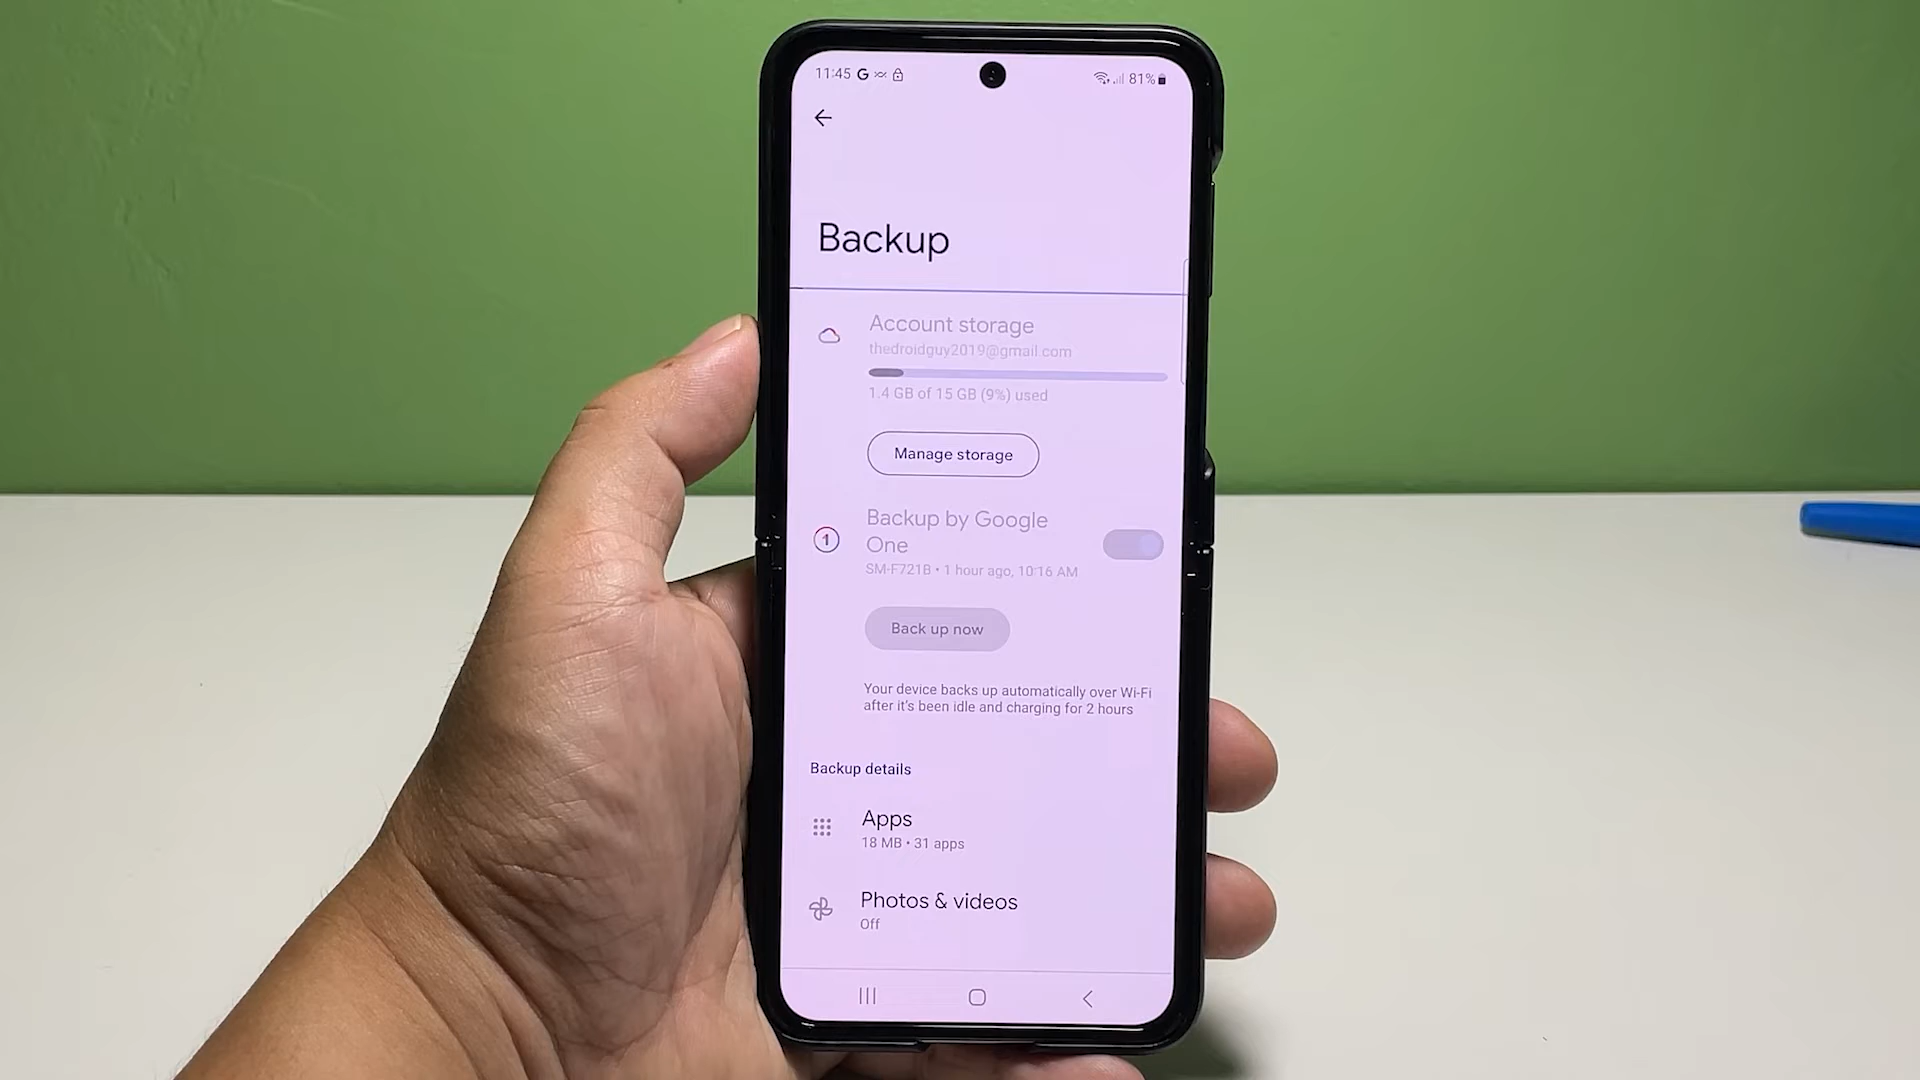 11:45 G 81%
Backup
Account storage
thedroidguy2019@gmail.com
1.4 GB of 15 GB (9%) used
Manage storage
1
Backup by Google
One
SM-F721B • 1 hour ago, 10:16 AM
Back up now
Your device backs up automatically over Wi-Fi
after it's been idle and charging for 2 hours
Backup details
Apps
18 MB • 31 apps
Photos & videos
Off